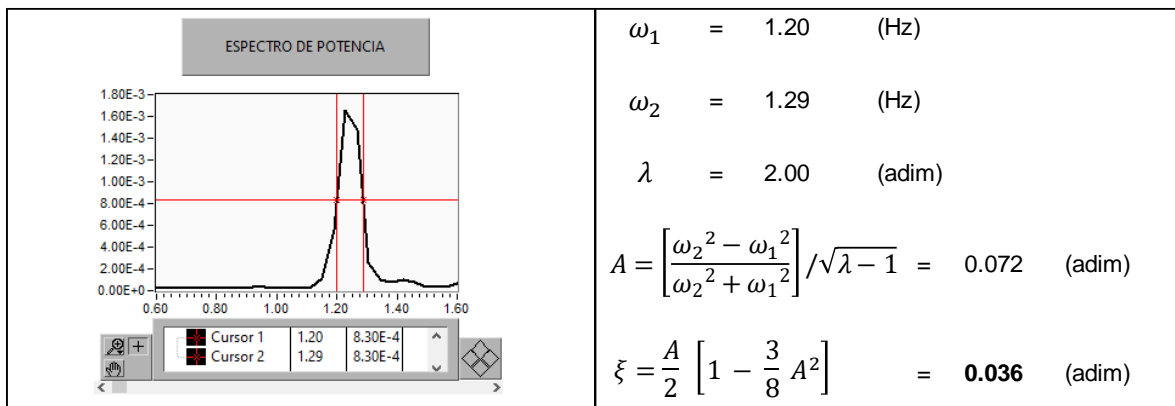 ESPECTRO DE POTENCIA
1.80E-3
1.60E-3
1.40E-3
1.20E-3
1.00E-3
8.00E-4
6.00E-4
4.00E-4
2.00E-4
0.00E+0
0.60 0.80 1.00 1.20 1.40 1.60
Cursor 1 1.20 8.30E-4
Cursor 2 1.29 8.30E-4
ω₁ = 1.20 (Hz)
ω₂ = 1.29 (Hz)
λ = 2.00 (adim)
A = [(ω₂² − ω₁²)/(ω₂² + ω₁²)] / √(λ − 1) = 0.072 (adim)
ξ = A/2 [1 − 3/8 A²] = 0.036 (adim)